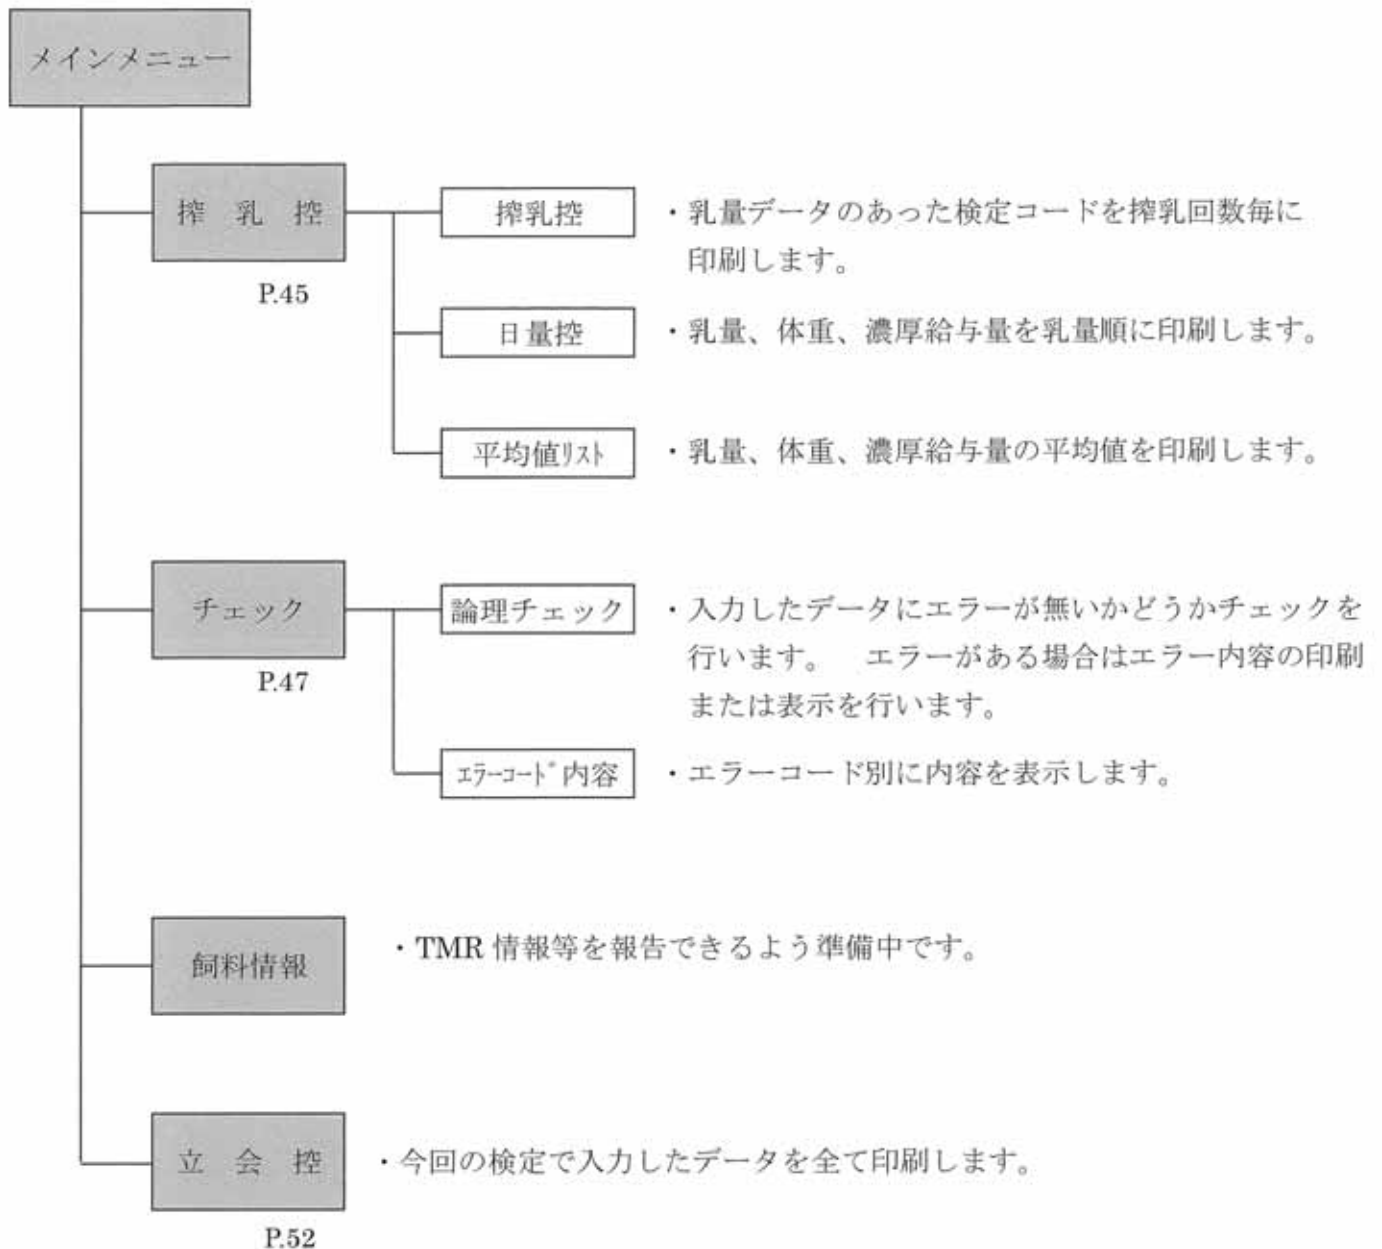 メインメニュー
搾 乳 控
P.45
搾乳控
・乳量データのあった検定コードを搾乳回数毎に
印刷します。
日量控
・乳量、体重、濃厚給与量を乳量順に印刷します。
平均値ﾘｽﾄ
・乳量、体重、濃厚給与量の平均値を印刷します。
チェック
P.47
論理チェック
・入力したデータにエラーが無いかどうかチェックを
行います。　エラーがある場合はエラー内容の印刷
または表示を行います。
ｴﾗｰｺｰﾄﾞ内容
・エラーコード別に内容を表示します。
飼料情報
・TMR 情報等を報告できるよう準備中です。
立 会 控
P.52
・今回の検定で入力したデータを全て印刷します。